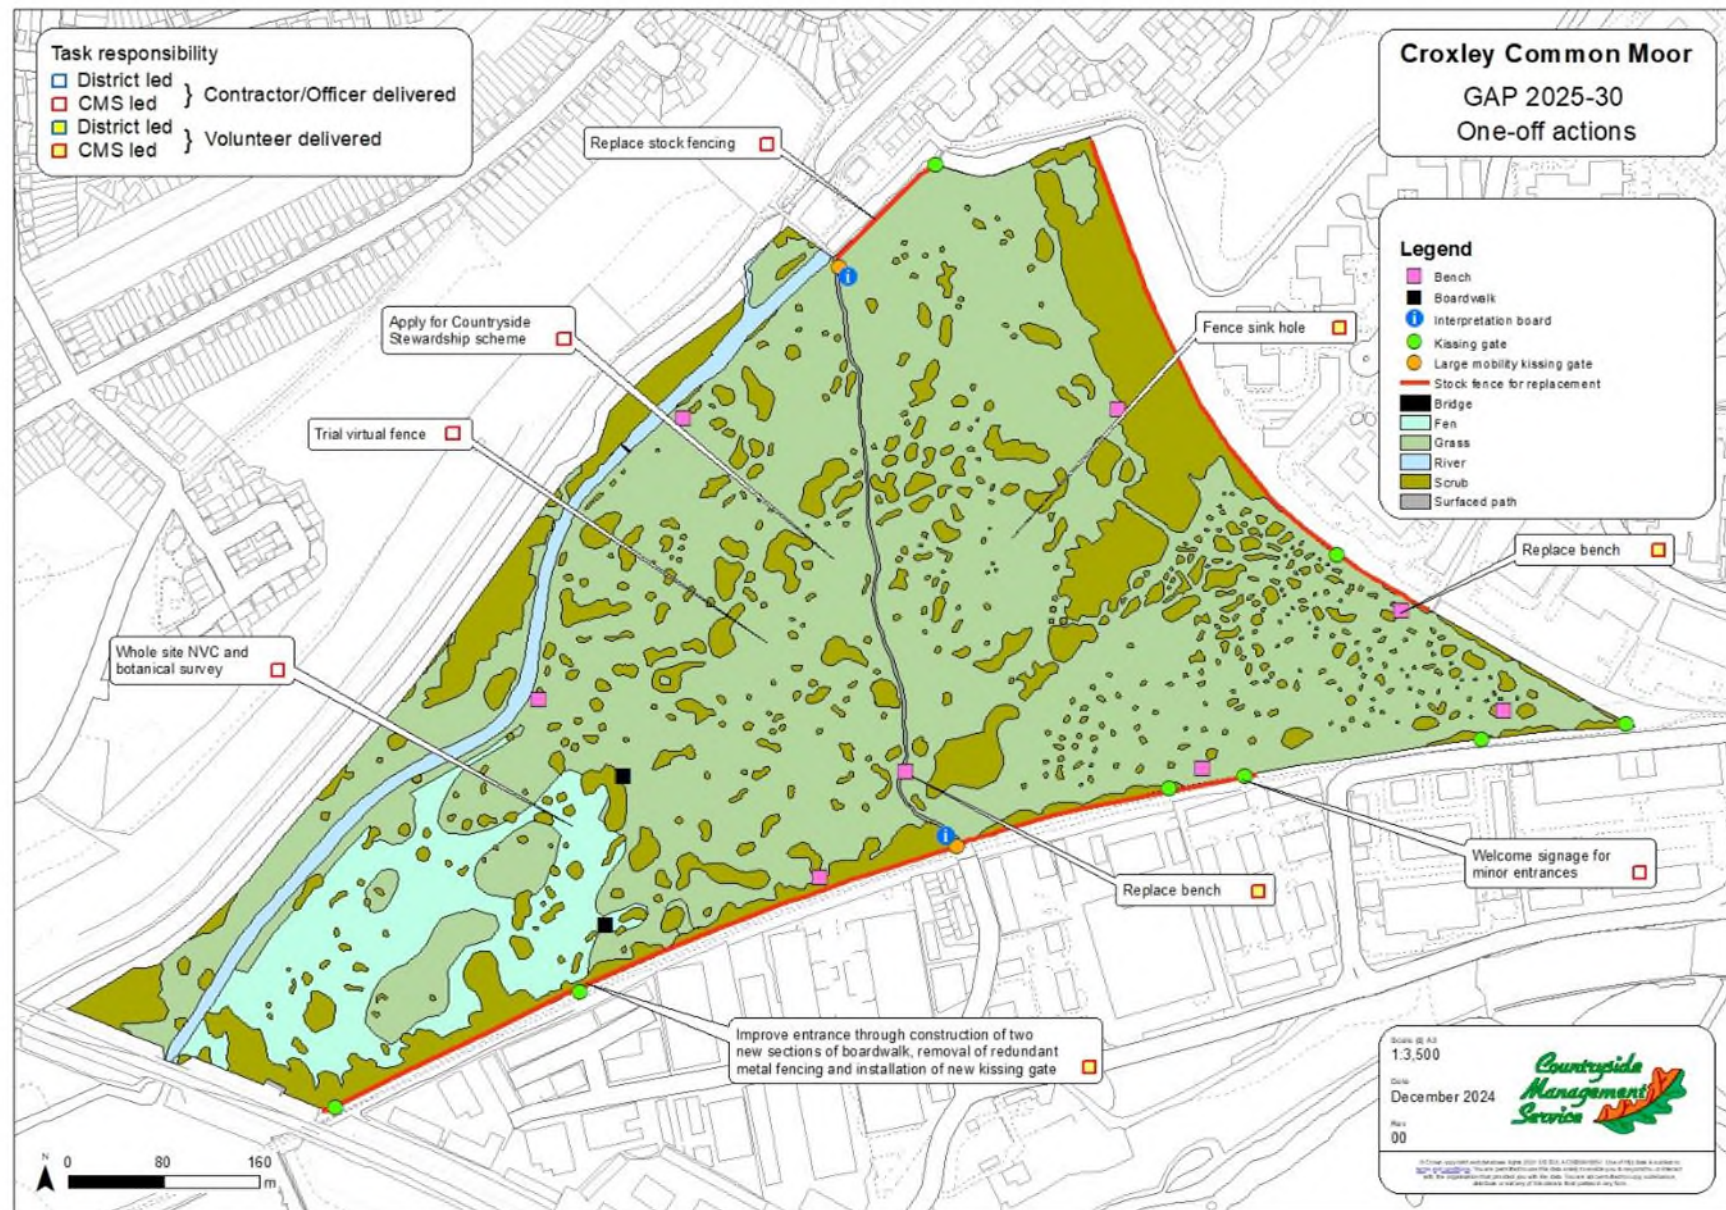 Task responsibility
District led
CMS led
} Contractor/Officer delivered
District led
CMS led
} Volunteer delivered
Croxley Common Moor
GAP 2025-30
One-off actions
Replace stock fencing
Apply for Countryside
Stewardship scheme
Fence sink hole
Trial virtual fence
Legend
Bench
Boardwalk
i Interpretation board
Kissing gate
Large mobility kissing gate
Stock fence for replacement
Bridge
Fen
Grass
River
Scrub
Surfaced path
i
Replace bench
Whole site NVC and
botanical survey
i
Replace bench
Welcome signage for
minor entrances
Improve entrance through construction of two
new sections of boardwalk, removal of redundant
metal fencing and installation of new kissing gate
N
0 80 160
m
Scale @ A3
1:3,500
Date
December 2024
Rev
00
Countryside
Management
Service